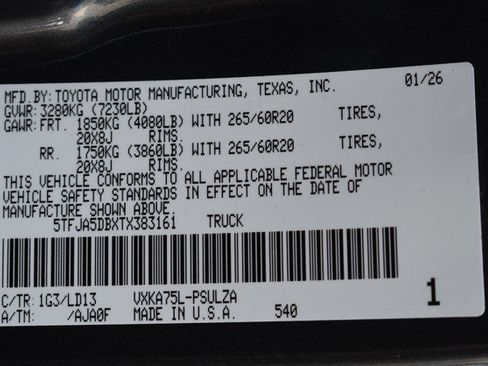 MFD.BY:TOYOTA MOTOR MANUFACTURING, TEXAS, INC. 01/26
GVWR:3280KG (7230LB)
GAWR:FRT. 1850KG (4080LB) WITH 265/60R20 TIRES,
20X8J RIMS.
RR. 1750KG (3860LB) WITH 265/60R20 TIRES,
20X8J RIMS.
THIS VEHICLE CONFORMS TO ALL APPLICABLE FEDERAL MOTOR
VEHICLE SAFETY STANDARDS IN EFFECT ON THE DATE OF
MANUFACTURE SHOWN ABOVE.
5TFJA5DBXTX383161 TRUCK
C/TR:1G3/LD13 VXKA75L-PSULZA 1
A/TM: /AJA0F MADE IN U.S.A. 540